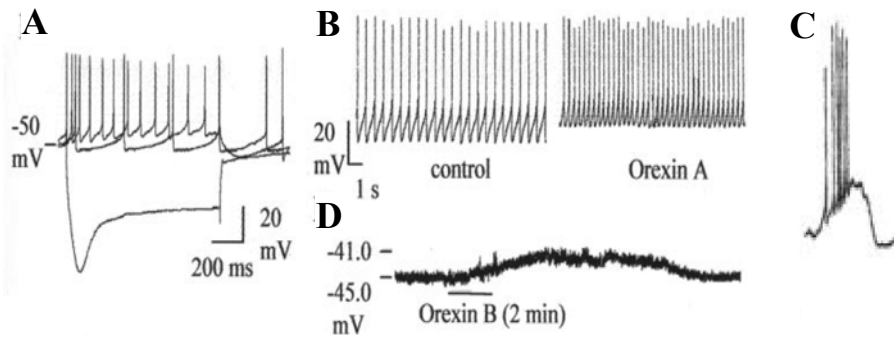 A
-50
mV
20
mV
200 ms
B
20
mV
1 s
control
Orexin A
C
D
-41.0
-45.0
mV
Orexin B (2 min)